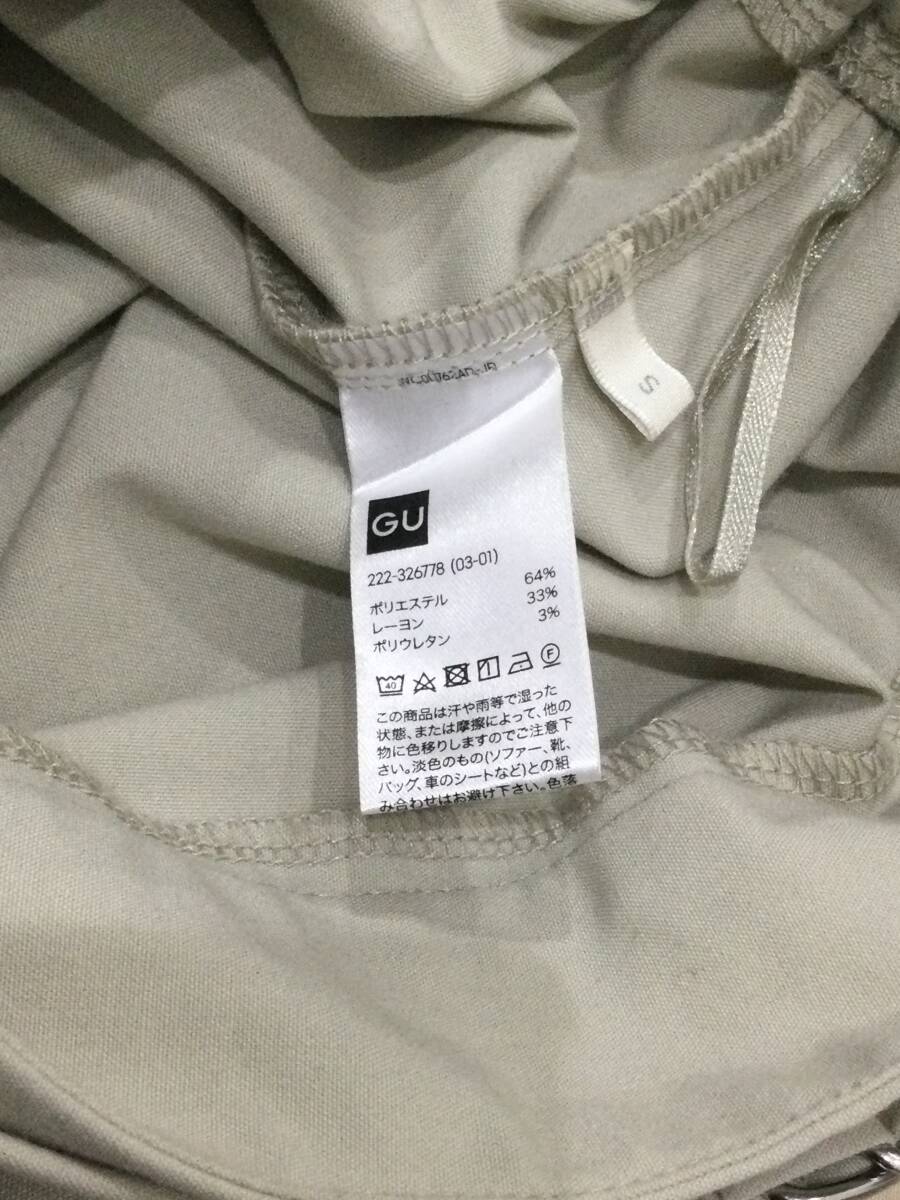 S
GU
222-326778 (03-01)
ポリエステル 64%
レーヨン 33%
ポリウレタン 3%
40
F
この商品は汗や雨等で湿った
状態、または摩擦によって、他の
物に色移りしますのでご注意下
さい。淡色のもの(ソファー、靴、
バッグ、車のシートなど)との組
み合わせはお避け下さい。色落